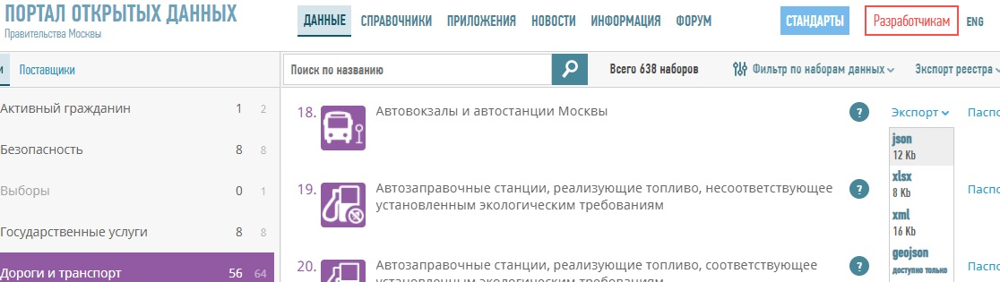 ПОРТАЛ ОТКРЫТЫХ ДАННЫХ
Правительства Москвы
ДАННЫЕ СПРАВОЧНИКИ ПРИЛОЖЕНИЯ НОВОСТИ ИНФОРМАЦИЯ ФОРУМ СТАНДАРТЫ Разработчикам ENG
и Поставщики
Поиск по названию
Всего 638 наборов
Фильтр по наборам данных
Экспорт реестра
Активный гражданин 1 2
Безопасность 8 8
Выборы 0 1
Государственные услуги 8 8
Дороги и транспорт 56 64
18. Автовокзалы и автостанции Москвы ? Экспорт Паспо
19. Автозаправочные станции, реализующие топливо, несоответствующее ? Паспо
установленным экологическим требованиям
20. Автозаправочные станции, реализующие топливо, соответствующее ? Паспо
установленным экологическим требованиям
json
12 Kb
xlsx
8 Kb
xml
16 Kb
geojson
доступно только